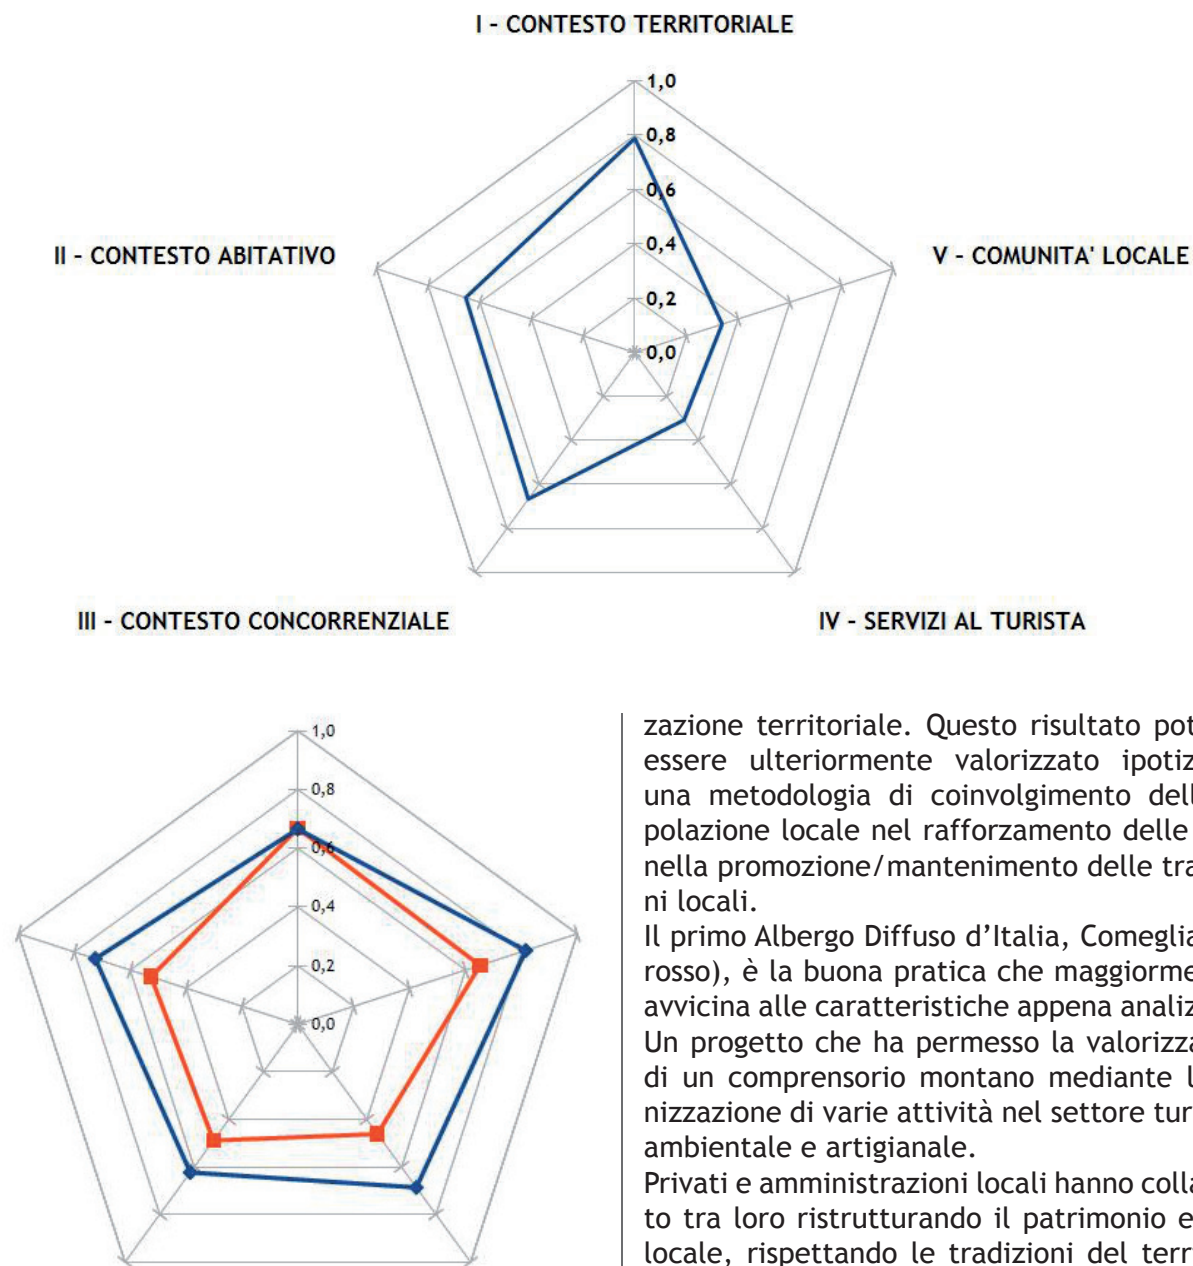 I - CONTESTO TERRITORIALE
1,0
0,8
0,6
0,4
0,2
0,0
II - CONTESTO ABITATIVO
V - COMUNITA' LOCALE
III - CONTESTO CONCORRENZIALE
IV - SERVIZI AL TURISTA
1,0
0,8
0,6
0,4
0,2
0,0
zazione territoriale. Questo risultato pot
essere ulteriormente valorizzato ipotiz
una metodologia di coinvolgimento dell
polazione locale nel rafforzamento delle
nella promozione/mantenimento delle tra
ni locali.
Il primo Albergo Diffuso d'Italia, Comeglia
rosso), è la buona pratica che maggiorme
avvicina alle caratteristiche appena analiz
Un progetto che ha permesso la valorizza
di un comprensorio montano mediante l
nizzazione di varie attività nel settore tur
ambientale e artigianale.
Privati e amministrazioni locali hanno colla
to tra loro ristrutturando il patrimonio e
locale, rispettando le tradizioni del terr